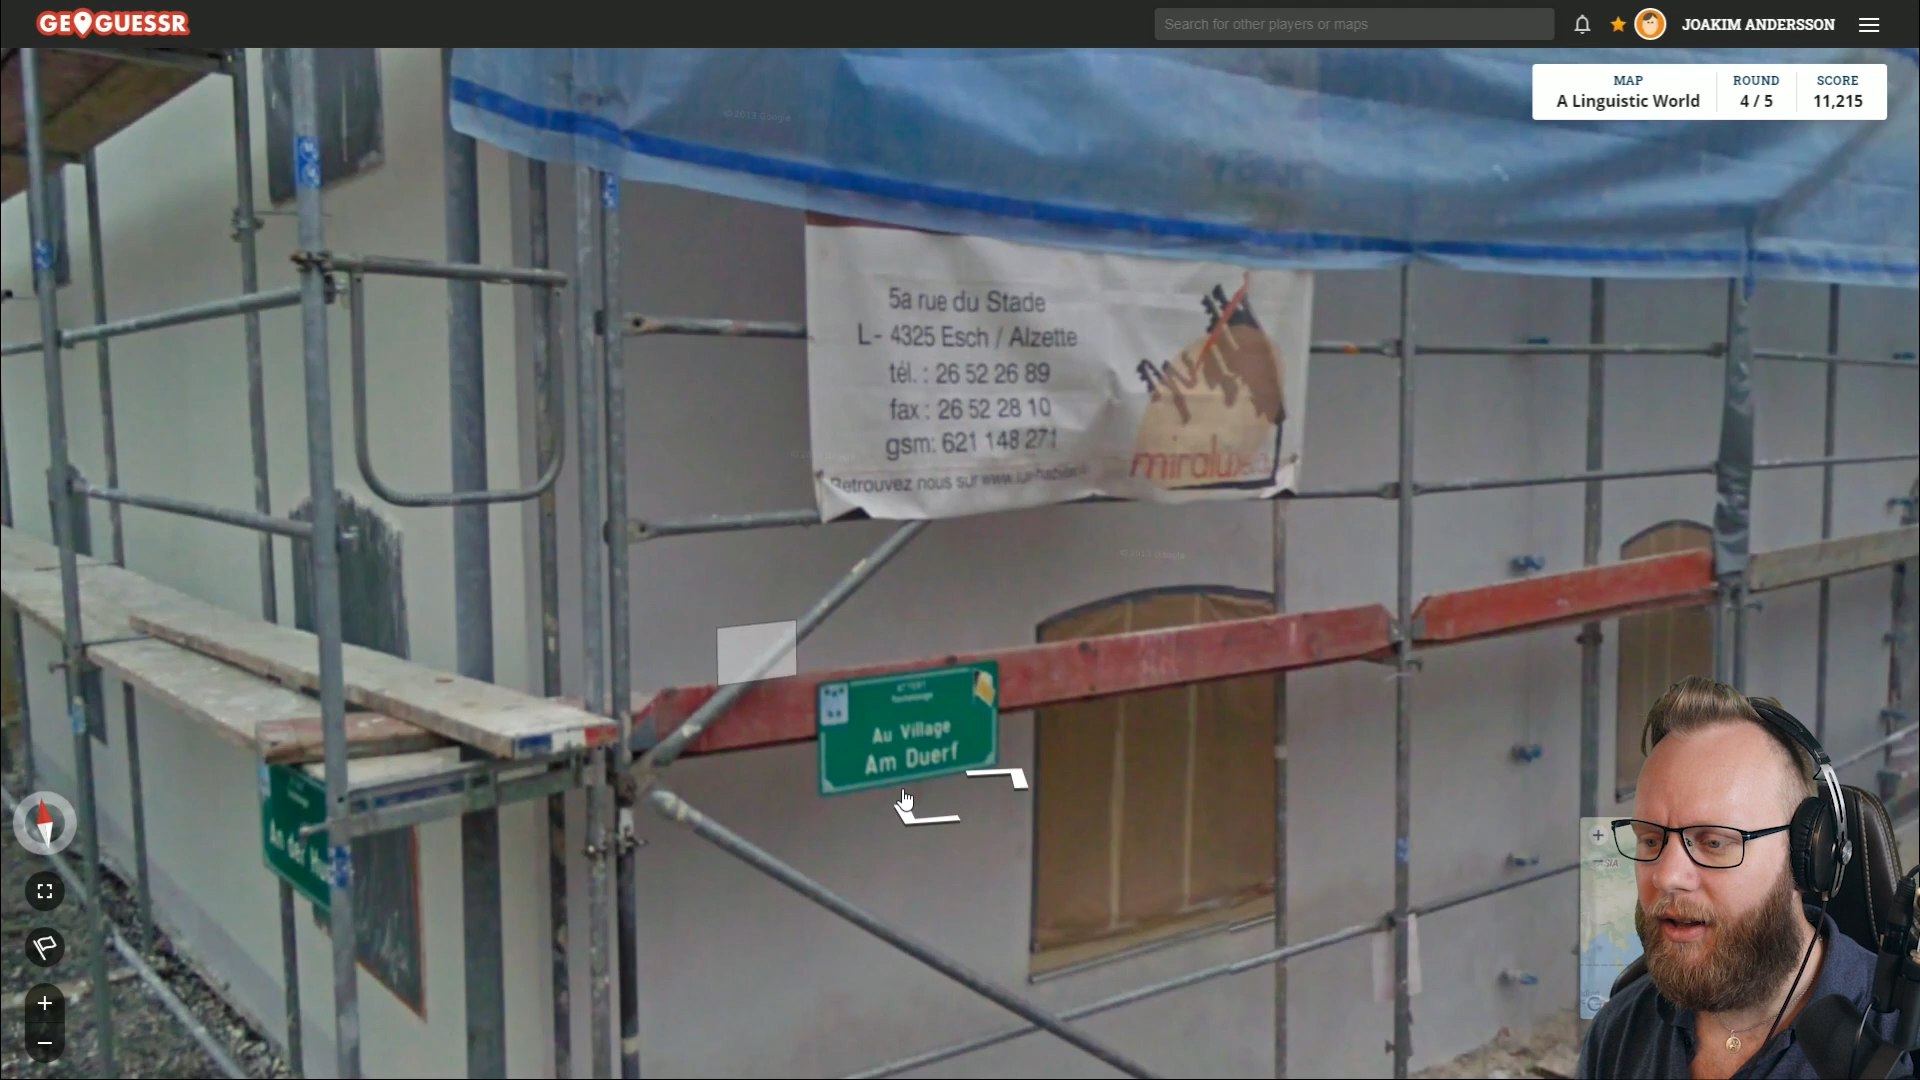 GEOGUESSR
Search for other players or maps
JOAKIM ANDERSSON
MAP
A Linguistic World
ROUND
4 / 5
SCORE
11,215
5a rue du Stade
L- 4325 Esch / Alzette
tél. : 26 52 26 89
fax : 26 52 28 10
gsm: 621 148 271
Retrouvez nous sur
Au Village
Am Duerf
An der